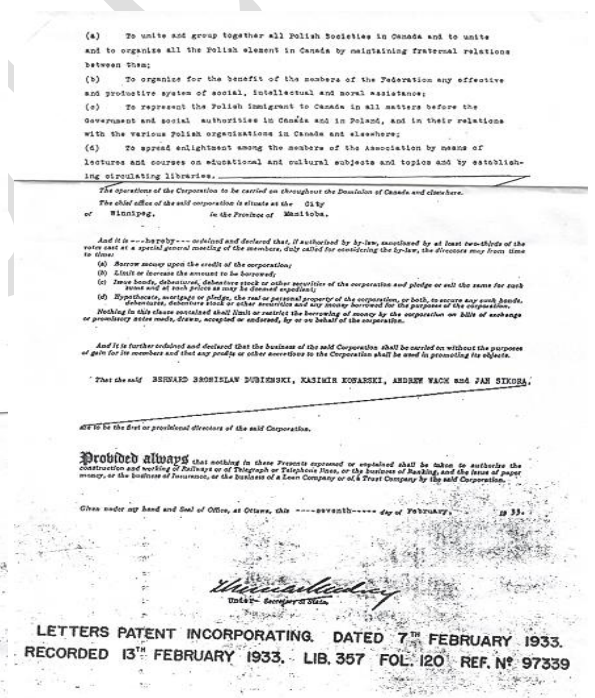 (a) To unite and group together all Polish Societies in Canada and to unite
and to organize all the Polish element in Canada by maintaining fraternal relations
between them;
(b) To organize for the benefit of the members of the Federation any effective
and productive system of social, intellectual and moral assistance;
(c) To represent the Polish Immigrant to Canada in all matters before the
Government and social authorities in Canada and in Poland, and in their relations
with the various Polish organizations in Canada and elsewhere;
(d) To spread enlightment among the members of the Association by means of
lectures and courses on educational and cultural subjects and topics and by establish-
ing circulating libraries.
The operations of the Corporation to be carried on throughout the Dominion of Canada and elsewhere.
The chief office of the said corporation is situate at the City
of Winnipeg, in the Province of Manitoba.
And it is ---hereby--- ordained and declared that, if authorized by by-law, sanctioned by at least two-thirds of the
votes cast at a special general meeting of the members, duly called for considering the by-law, the directors may from time
to time:
(a) Borrow money upon the credit of the corporation;
(b) Limit or increase the amount to be borrowed;
(c) Issue bonds, debentures, debenture stock or other securities of the corporation and pledge or sell the same for such
sums and at such prices as may be deemed expedient;
(d) Hypothecate, mortgage or pledge, the real or personal property of the corporation, or both, to secure any such bonds,
debentures, debenture stock or other securities and any money borrowed for the purposes of the corporation.
Nothing in this clause contained shall limit or restrict the borrowing of money by the corporation on bills of exchange
or promissory notes made, drawn, accepted or endorsed, by or on behalf of the corporation.
And it is further ordained and declared that the business of the said Corporation shall be carried on without the purposes
of gain for its members and that any profits or other accretions to the Corporation shall be used in promoting its objects.
That the said BERNARD BRONISLAW DUBIENSKI, KASIMIR KONARSKI, ANDREW WACH and JAN SIKORA,
are to be the first or provisional directors of the said Corporation.
Provided always that nothing in these Presents expressed or contained shall be taken to authorize the
construction and working of Railways or of Telegraph or Telephone lines, or the business of Banking, and the issue of paper
money, or the business of Insurance, or the business of a Loan Company or of a Trust Company by the said Corporation.
Given under my hand and Seal of Office, at Ottawa, this ----seventh----- day of February, 1933.
Under- Secretary of State.
LETTERS PATENT INCORPORATING. DATED 7TH FEBRUARY 1933.
RECORDED 13TH FEBRUARY 1933. LIB. 357 FOL. 120 REF. Nº 97339